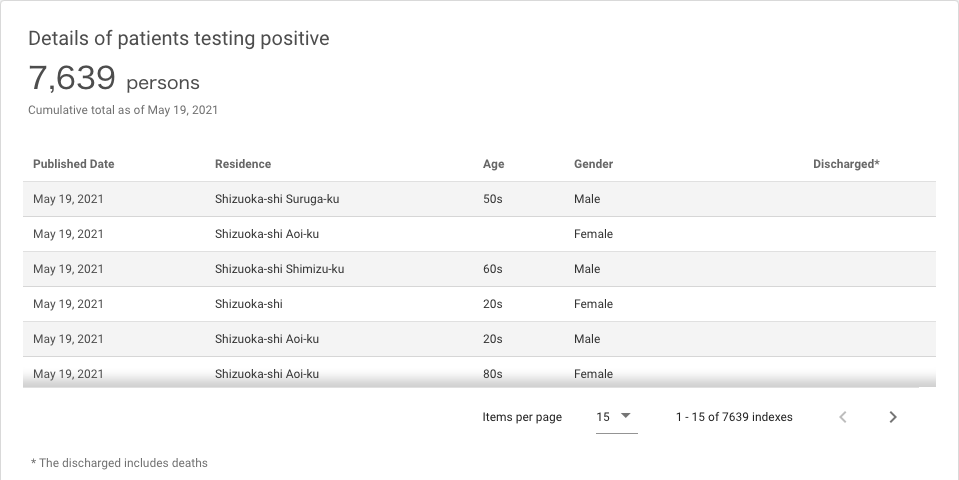 Details of patients testing positive
7,639 persons
Cumulative total as of May 19, 2021
Published Date Residence Age Gender Discharged*
May 19, 2021 Shizuoka-shi Suruga-ku 50s Male
May 19, 2021 Shizuoka-shi Aoi-ku Female
May 19, 2021 Shizuoka-shi Shimizu-ku 60s Male
May 19, 2021 Shizuoka-shi 20s Female
May 19, 2021 Shizuoka-shi Aoi-ku 20s Male
May 19, 2021 Shizuoka-shi Aoi-ku 80s Female
Items per page 15 1 - 15 of 7639 indexes
* The discharged includes deaths